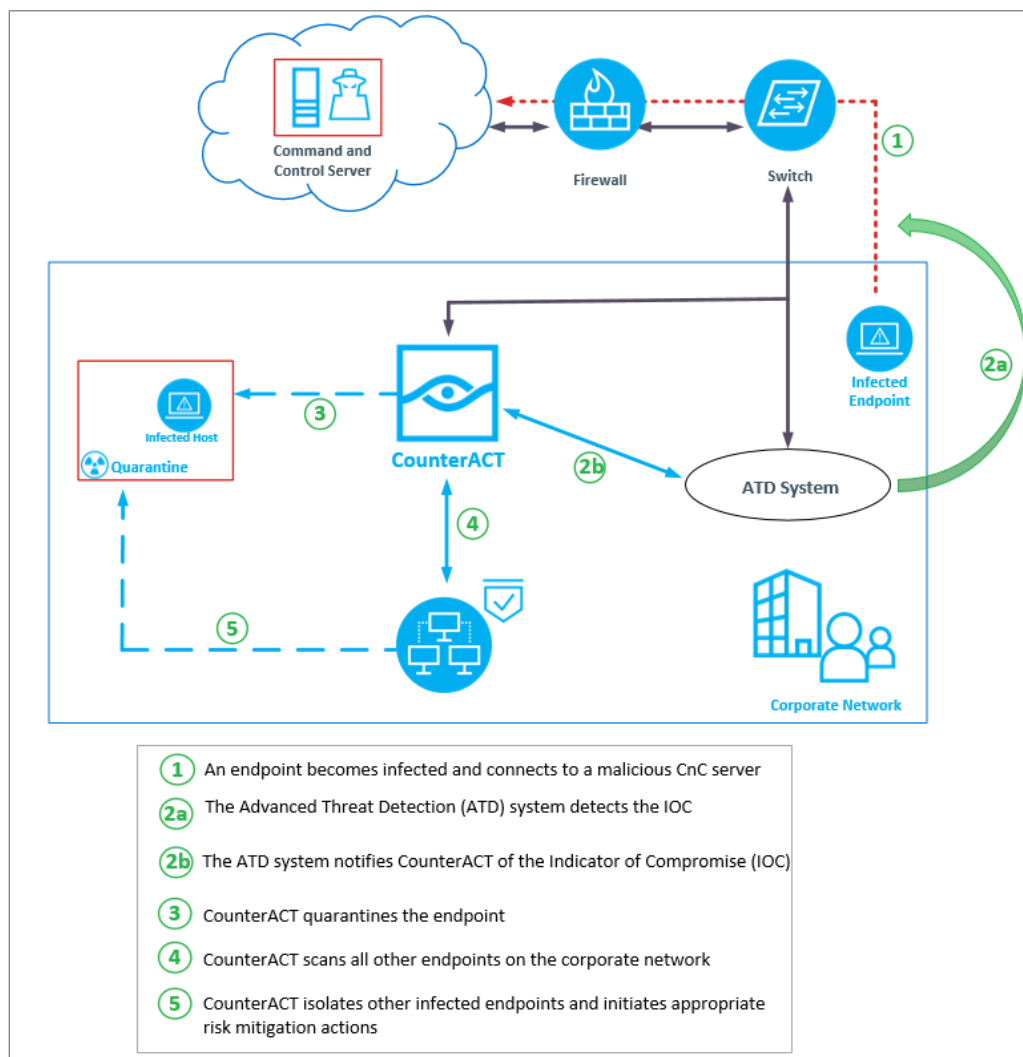 Command and
Control Server
Firewall
Switch
1
2a
Infected
Endpoint
3
Infected Host
Quarantine
CounterACT
2b
ATD System
4
5
Corporate Network
1 An endpoint becomes infected and connects to a malicious CnC server
2a The Advanced Threat Detection (ATD) system detects the IOC
2b The ATD system notifies CounterACT of the Indicator of Compromise (IOC)
3 CounterACT quarantines the endpoint
4 CounterACT scans all other endpoints on the corporate network
5 CounterACT isolates other infected endpoints and initiates appropriate
risk mitigation actions